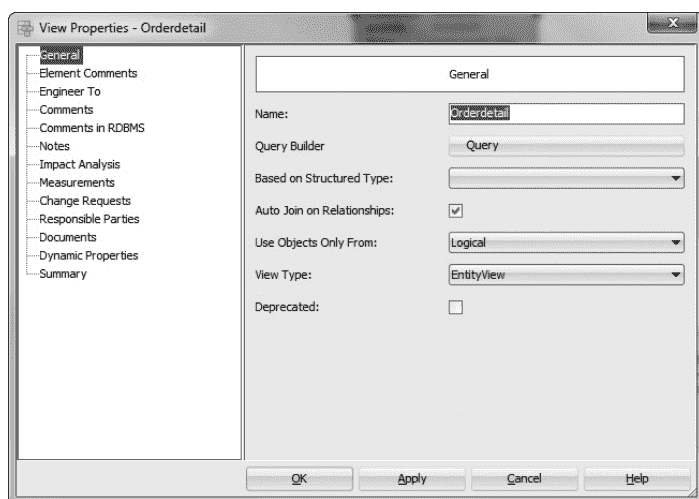 View Properties - Orderdetail
General
Element Comments
Engineer To
Comments
Comments in RDBMS
Notes
Impact Analysis
Measurements
Change Requests
Responsible Parties
Documents
Dynamic Properties
Summary
General
Name: Orderdetail
Query Builder Query
Based on Structured Type:
Auto Join on Relationships:
Use Objects Only From: Logical
View Type: EntityView
Deprecated:
OK Apply Cancel Help